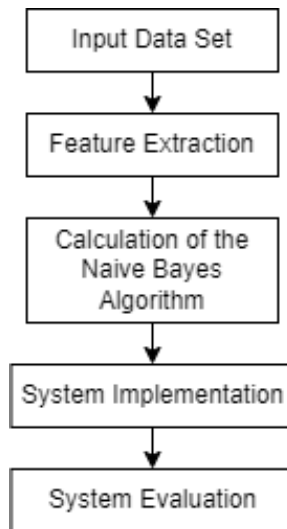 Input Data Set
Feature Extraction
Calculation of the
Naive Bayes
Algorithm
System Implementation
System Evaluation